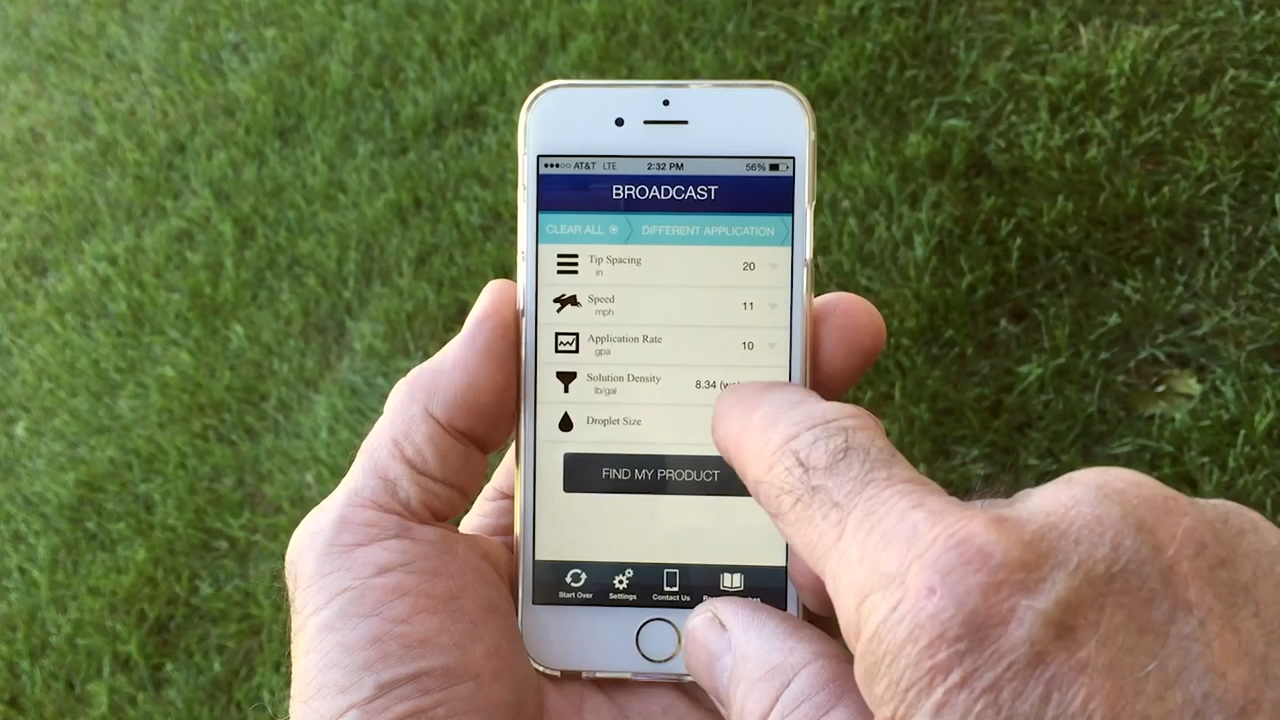 AT&T LTE 2:32 PM 56%
BROADCAST
CLEAR ALL DIFFERENT APPLICATION
Tip Spacing 20
in
Speed 11
mph
Application Rate 10
gpa
Solution Density 8.34
lb/gal
Droplet Size
FIND MY PRODUCT
Start Over Settings Contact Us